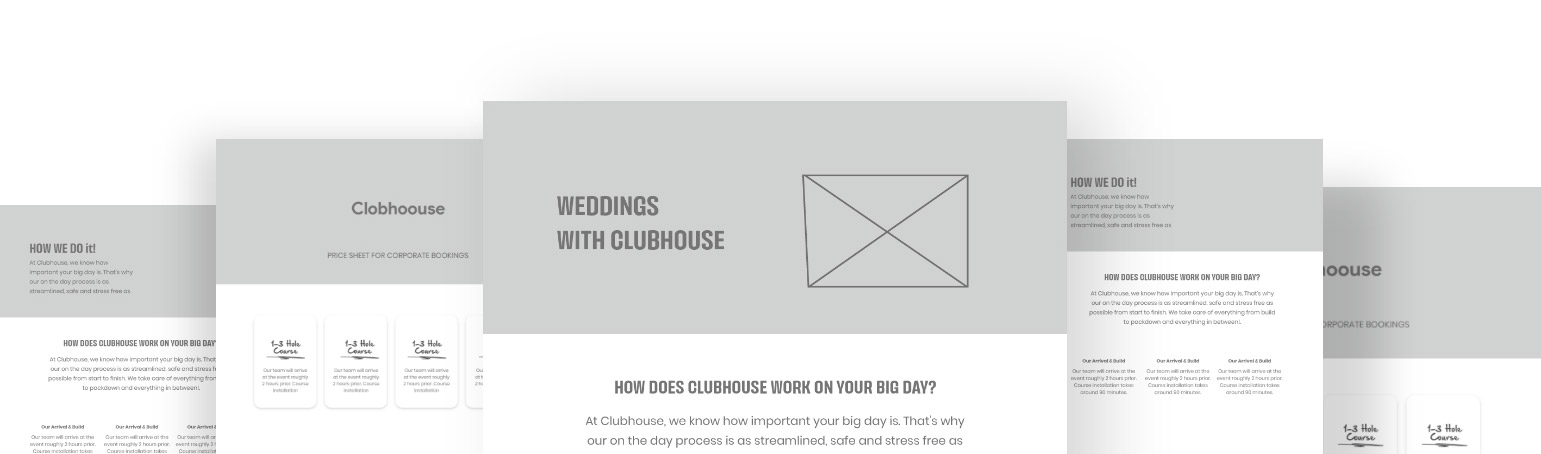 HOW WE DO it!
At Clubhouse, we know how
important your big day is. That's why
our on the day process is as
streamlined, safe and stress free as
HOW DOES CLUBHOUSE WORK ON YOUR BIG DAY
At Clubhouse, we know how important your big day is. That
our on the day process is as streamlined, safe and stress
possible from start to finish. We take care of everything from
to packdown and everything in between!.
Our Arrival & Build
Our team will arrive at the
event roughly 2 hours prior.
Course installation takes
Our Arrival & Build
Our team will arrive at the
event roughly 2 hours prior.
Course installation takes
Our Arrival &
Our team will
event roughly 2
Course installat
Clobhoouse
PRICE SHEET FOR CORPORATE BOOKINGS
1-3 Hole
Course
Our team will arrive
at the event roughly
2 hours prior. Course
installation
1-3 Hole
Course
Our team will arrive
at the event roughly
2 hours prior. Course
installation
1-3 Hole
Course
Our team will arrive
at the event roughly
2 hours prior. Course
installation
WEDDINGS
WITH CLUBHOUSE
HOW DOES CLUBHOUSE WORK ON YOUR BIG DAY?
At Clubhouse, we know how important your big day is. That's why
our on the day process is as streamlined, safe and stress free as
HOW WE DO it!
At Clubhouse, we know how
important your big day is. That's why
our on the day process is as
streamlined, safe and stress free as
HOW DOES CLUBHOUSE WORK ON YOUR BIG DAY?
At Clubhouse, we know how important your big day is. That's why
our on the day process is as streamlined, safe and stress free as
possible from start to finish. We take care of everything from build
to packdown and everything in between!.
Our Arrival & Build
Our team will arrive at the
event roughly 2 hours prior.
Course installation takes
around 90 minutes.
Our Arrival & Build
Our team will arrive at the
event roughly 2 hours prior.
Course installation takes
around 90 minutes.
Our Arrival & Build
Our team will arrive at the
event roughly 2 hours prior.
Course installation takes
around 90 minutes.
oouse
ORPORATE BOOKINGS
1-3 Hole
Course
1-3 Hole
Course